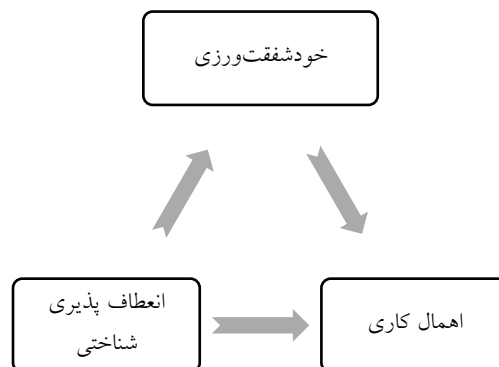 خودشفقت‌ورزی
انعطاف پذیری
شناختی
اهمال کاری